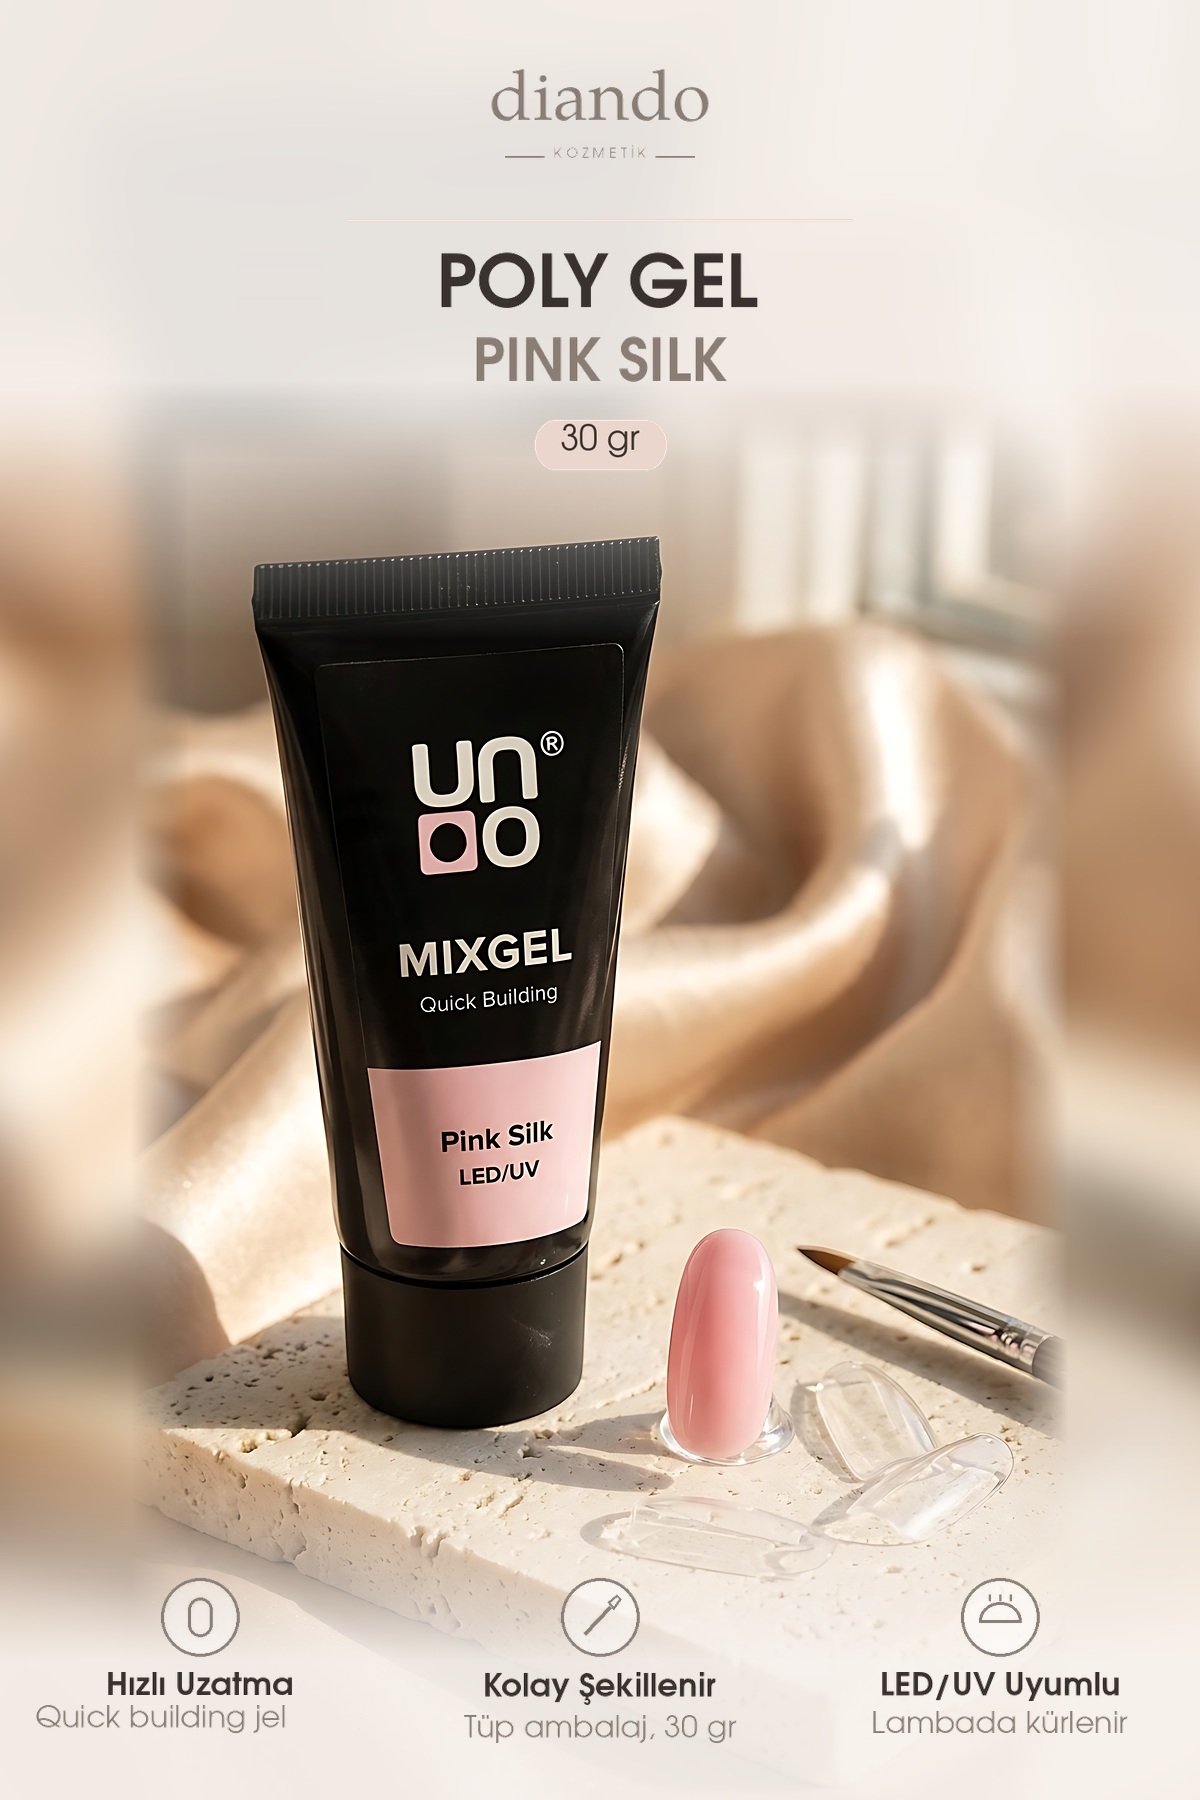 diando
KOZMETİK
POLY GEL
PINK SILK
30 gr
un®
o
MIXGEL
Quick Building
Pink Silk
LED/UV
Hızlı Uzatma
Quick building jel
Kolay Şekillenir
Tüp ambalaj, 30 gr
LED/UV Uyumlu
Lambada kürlenir